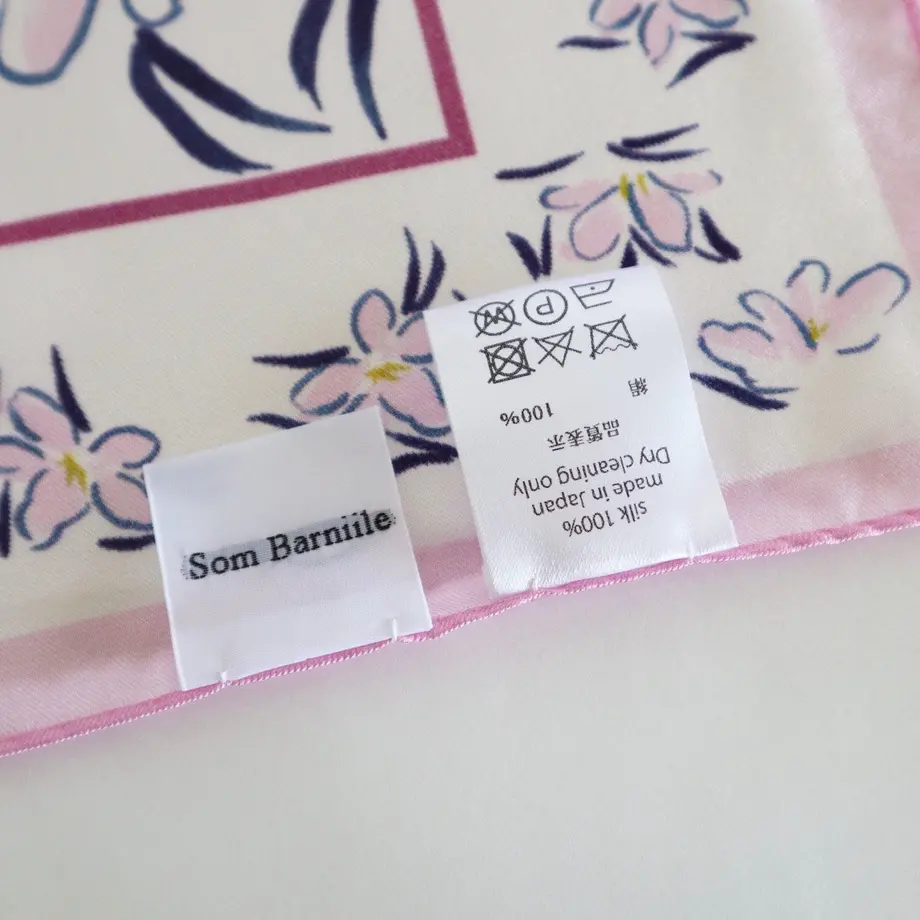 Som Barniile
silk 100%
made in Japan
Dry cleaning only
品質表示
絹
100%